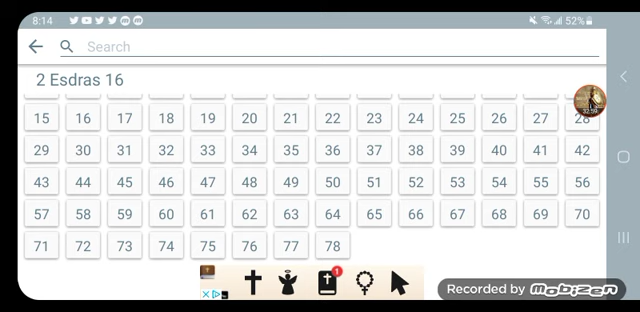 8:14 52%
Search
2 Esdras 16
15 16 17 18 19 20 21 22 23 24 25 26 27 28
29 30 31 32 33 34 35 36 37 38 39 40 41 42
43 44 45 46 47 48 49 50 51 52 53 54 55 56
57 58 59 60 61 62 63 64 65 66 67 68 69 70
71 72 73 74 75 76 77 78
1
Recorded by MOBIZEN